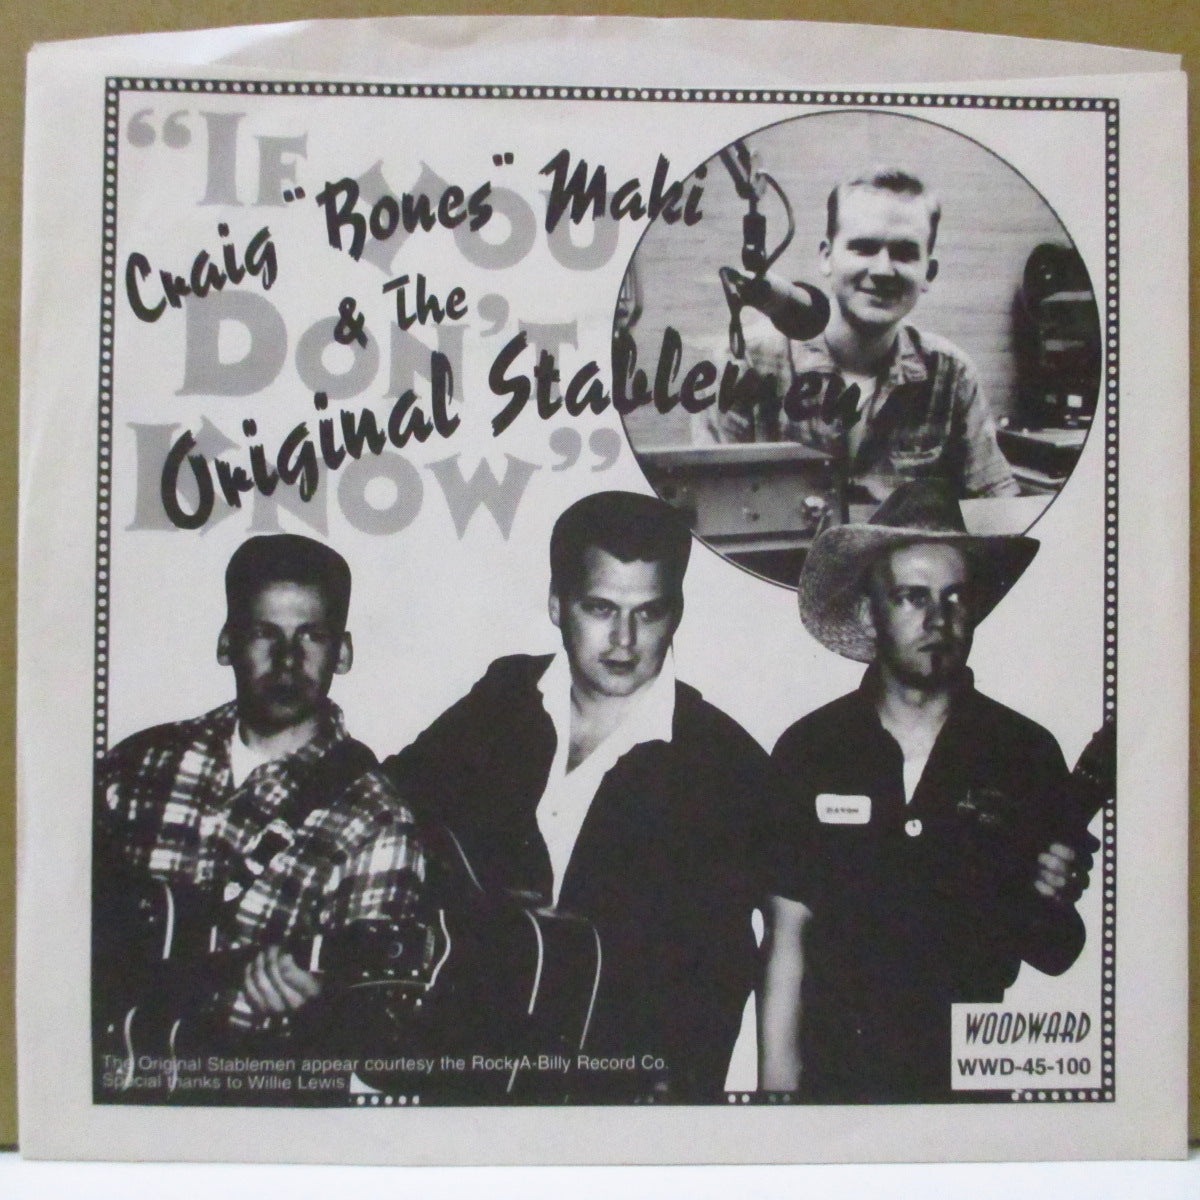 "If You
Don't
Know"
Craig "Bones" Maki
& The
Original Stablemen
The Original Stablemen appear courtesy the Rock-A-Billy Record Co.
Special thanks to Willie Lewis.
WOODWARD
WWD-45-100